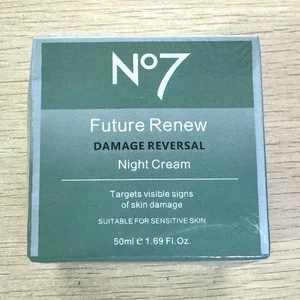 No7
Future Renew
DAMAGE REVERSAL
Night Cream
Targets visible signs
of skin damage
SUITABLE FOR SENSITIVE SKIN
50ml e 1.69 Fl.Oz.